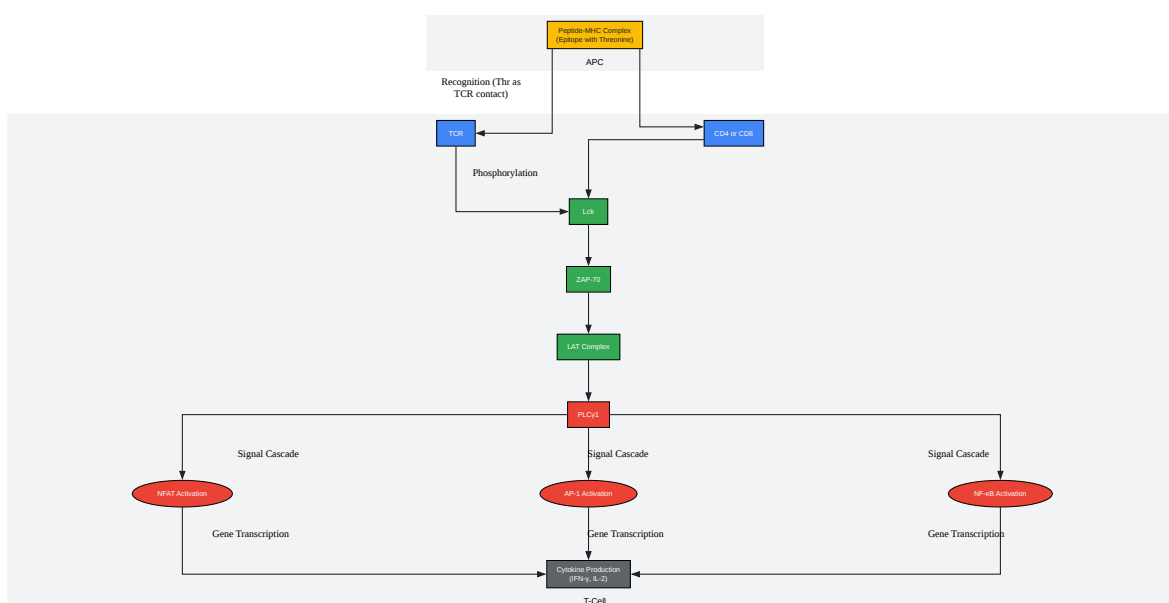 Peptide-MHC Complex
(Epitope with Threonine)
APC
Recognition (Thr as
TCR contact)
TCR
CD4 or CD8
Phosphorylation
Lck
ZAP-70
LAT Complex
PLCγ1
Signal Cascade
Signal Cascade
Signal Cascade
NFAT Activation
AP-1 Activation
NF-κB Activation
Gene Transcription
Gene Transcription
Gene Transcription
Cytokine Production
(IFN-γ, IL-2)
T-Cell